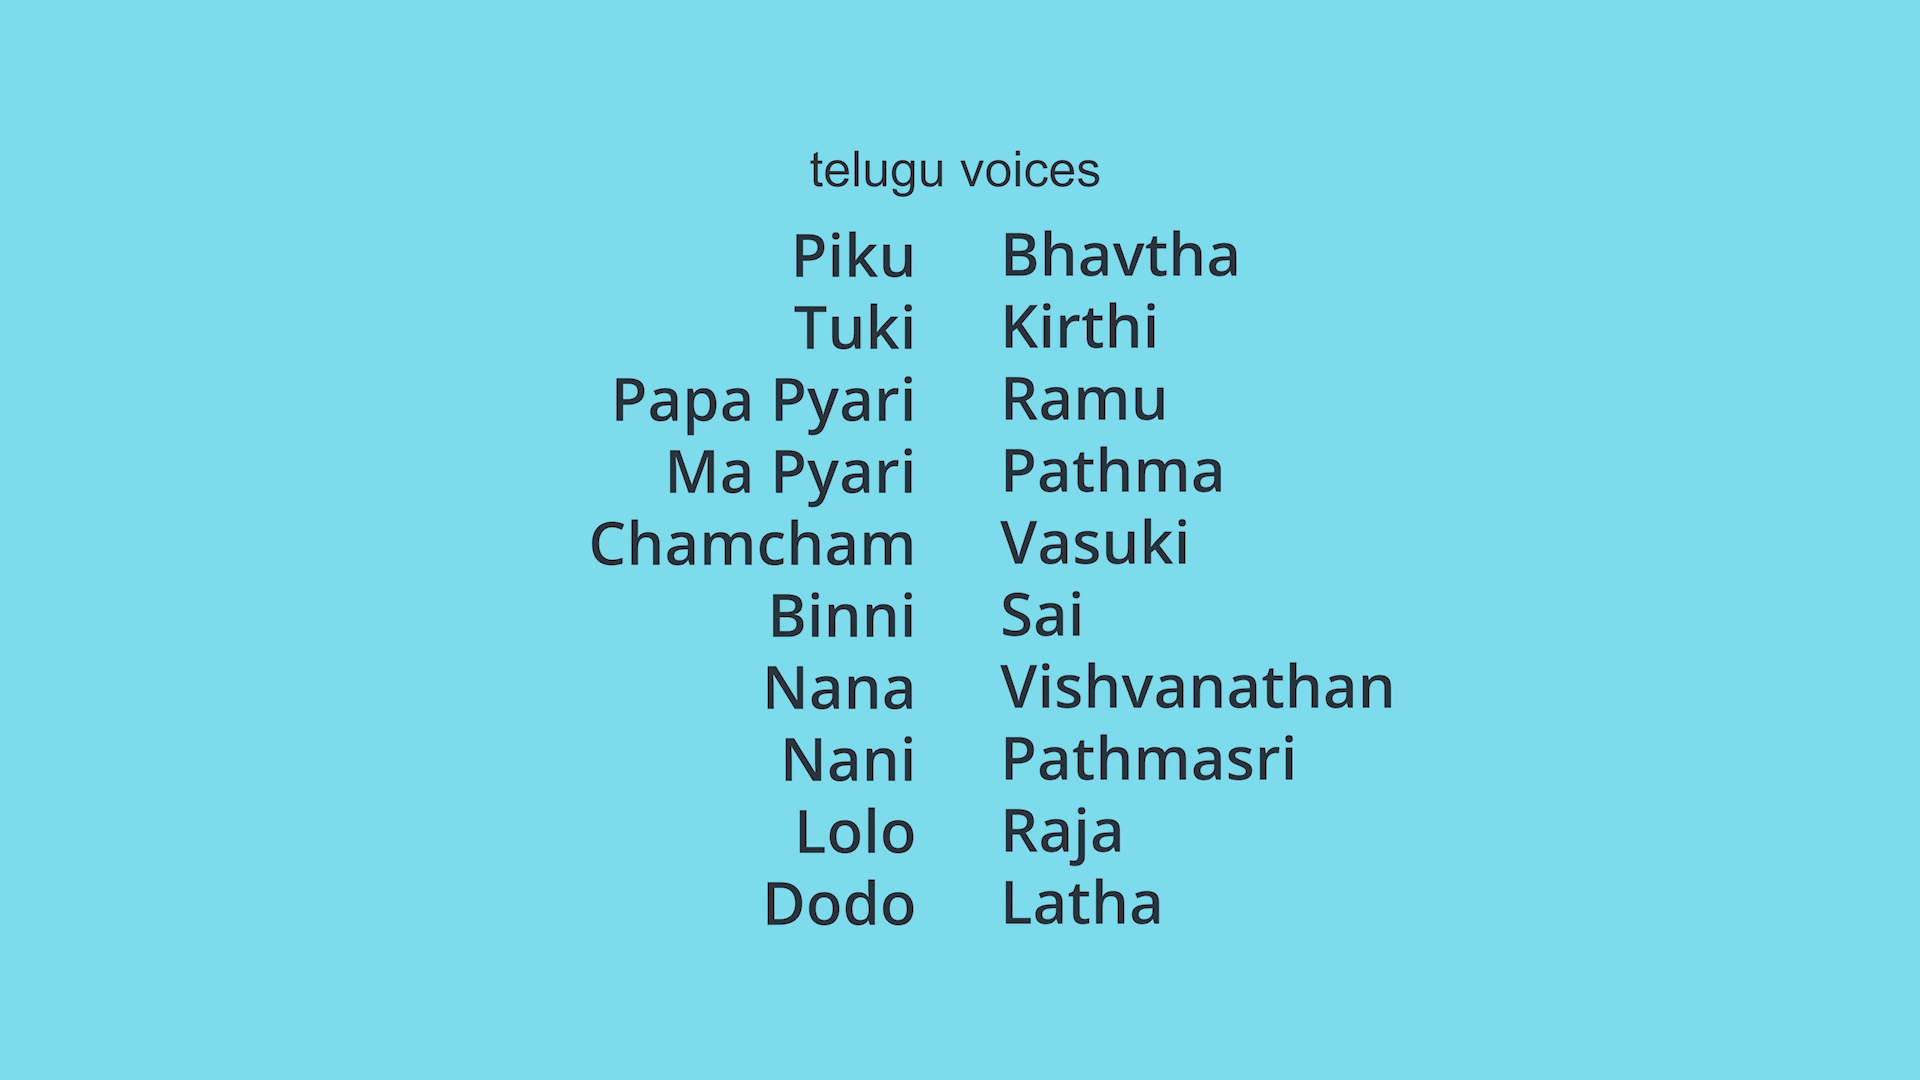 telugu voices
Piku Bhavtha
Tuki Kirthi
Papa Pyari Ramu
Ma Pyari Pathma
Chamcham Vasuki
Binni Sai
Nana Vishvanathan
Nani Pathmasri
Lolo Raja
Dodo Latha